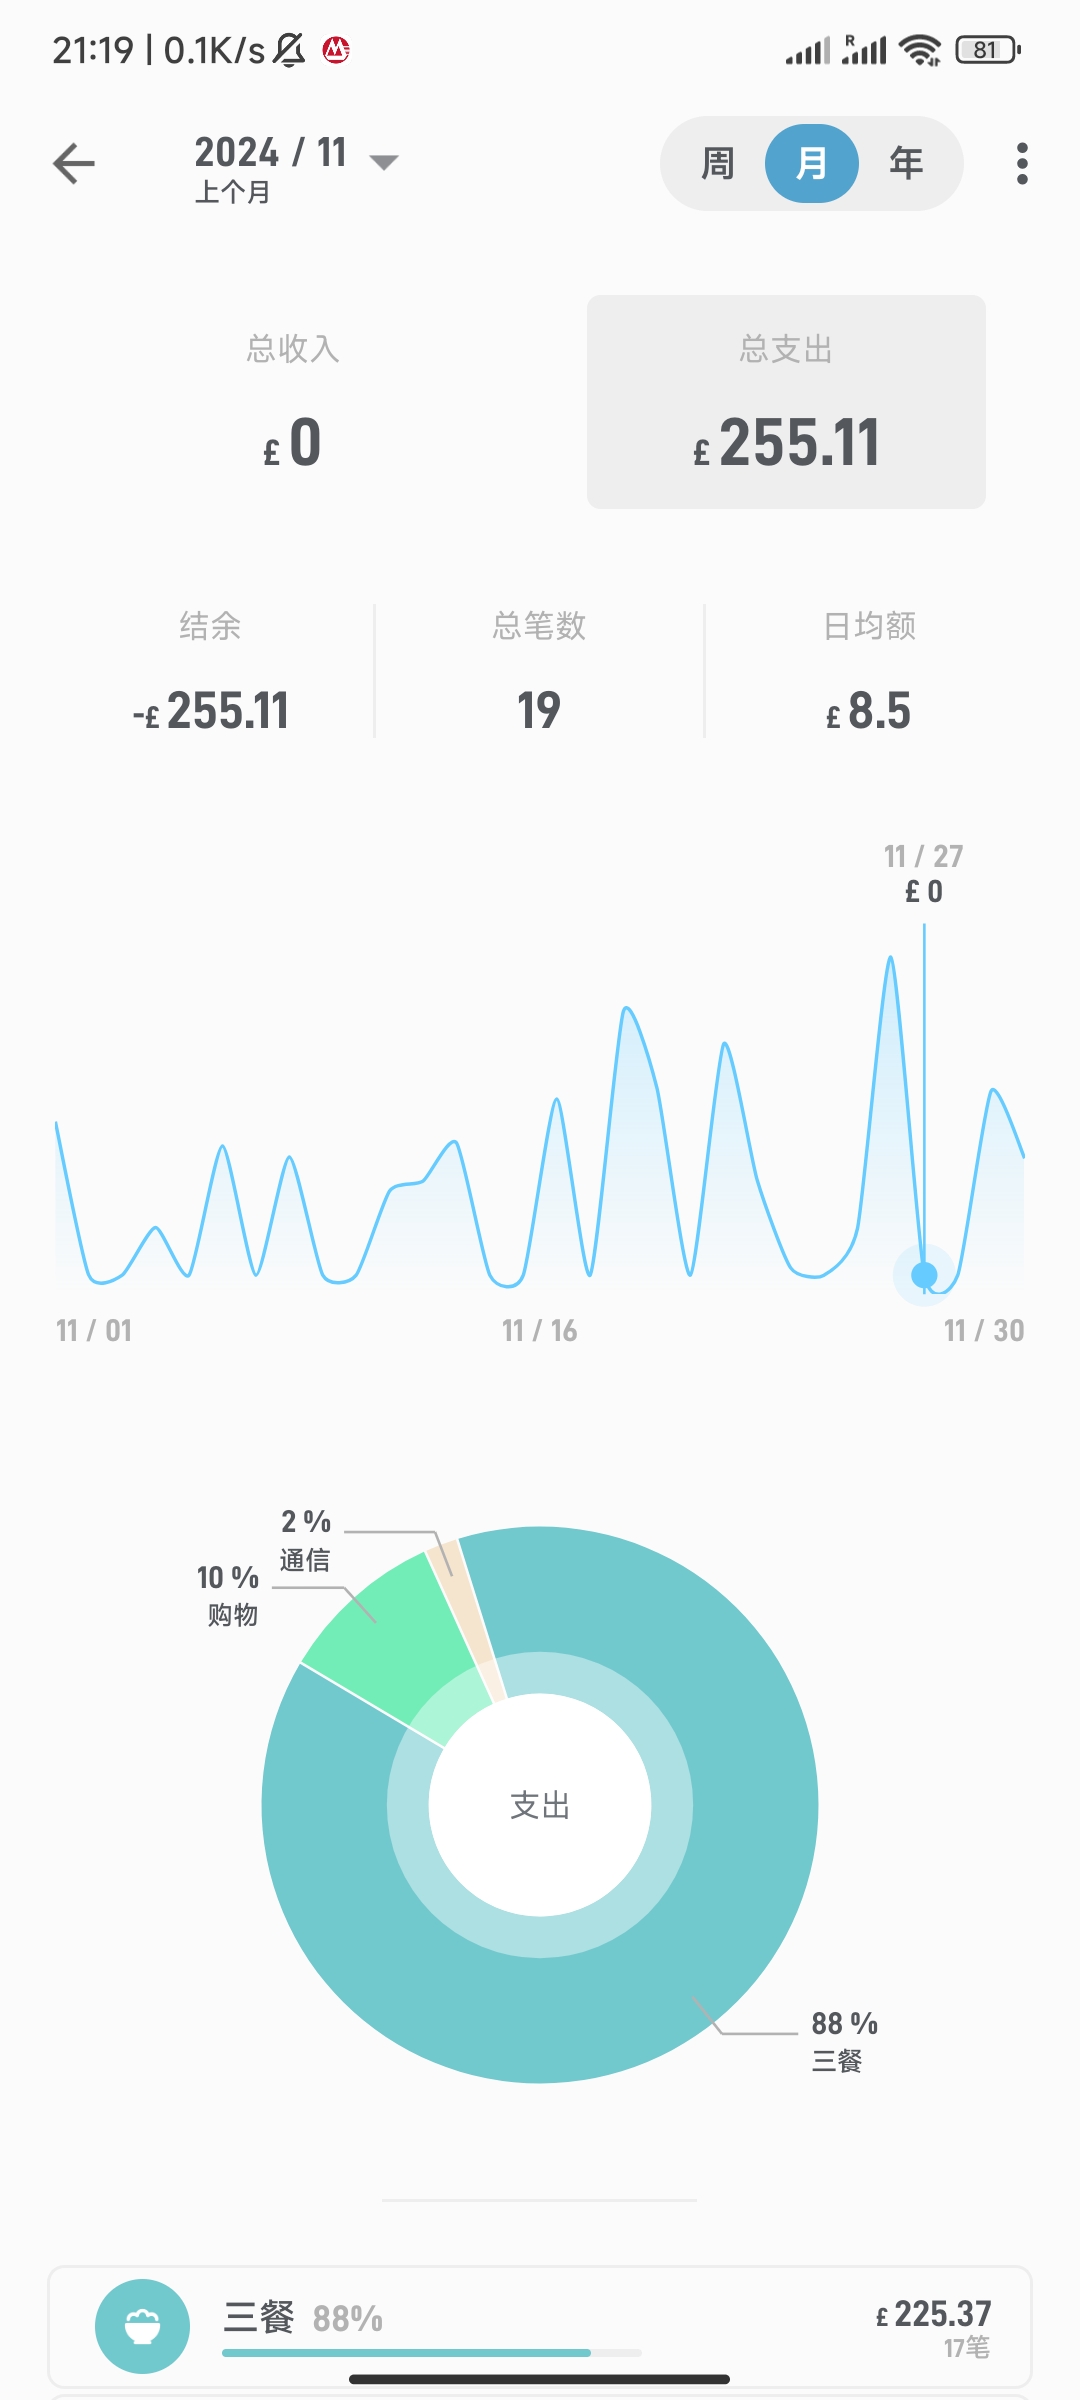 21:19 | 0.1K/s
R
81
2024 / 11
上个月
周 月 年
总收入
£ 0
总支出
£ 255.11
结余
-£ 255.11
总笔数
19
日均额
£ 8.5
11 / 27
£ 0
11 / 01
11 / 16
11 / 30
2 %
通信
10 %
购物
支出
88 %
三餐
三餐 88%
£ 225.37
17笔